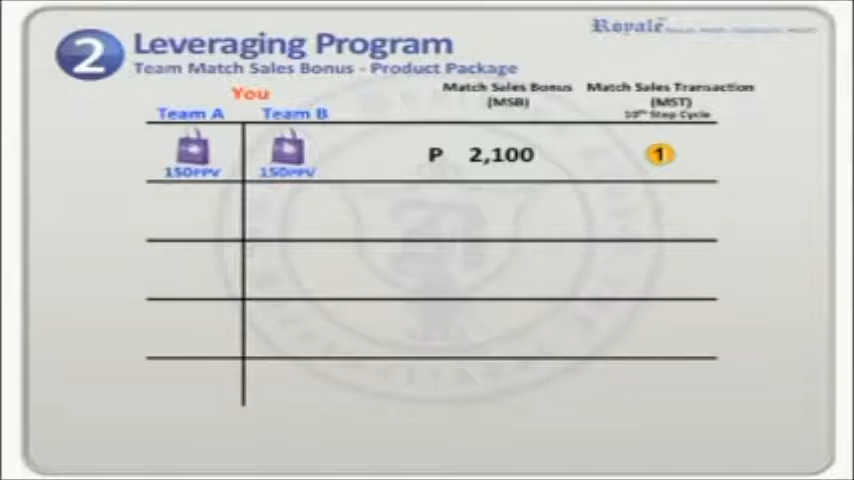 2
Leveraging Program
Royale
Team Match Sales Bonus - Product Package
You
Team A
Team B
Match Sales Bonus
(MSB)
Match Sales Transaction
(MST)
10th Step Cycle
150PPV
150PPV
P 2,100
1